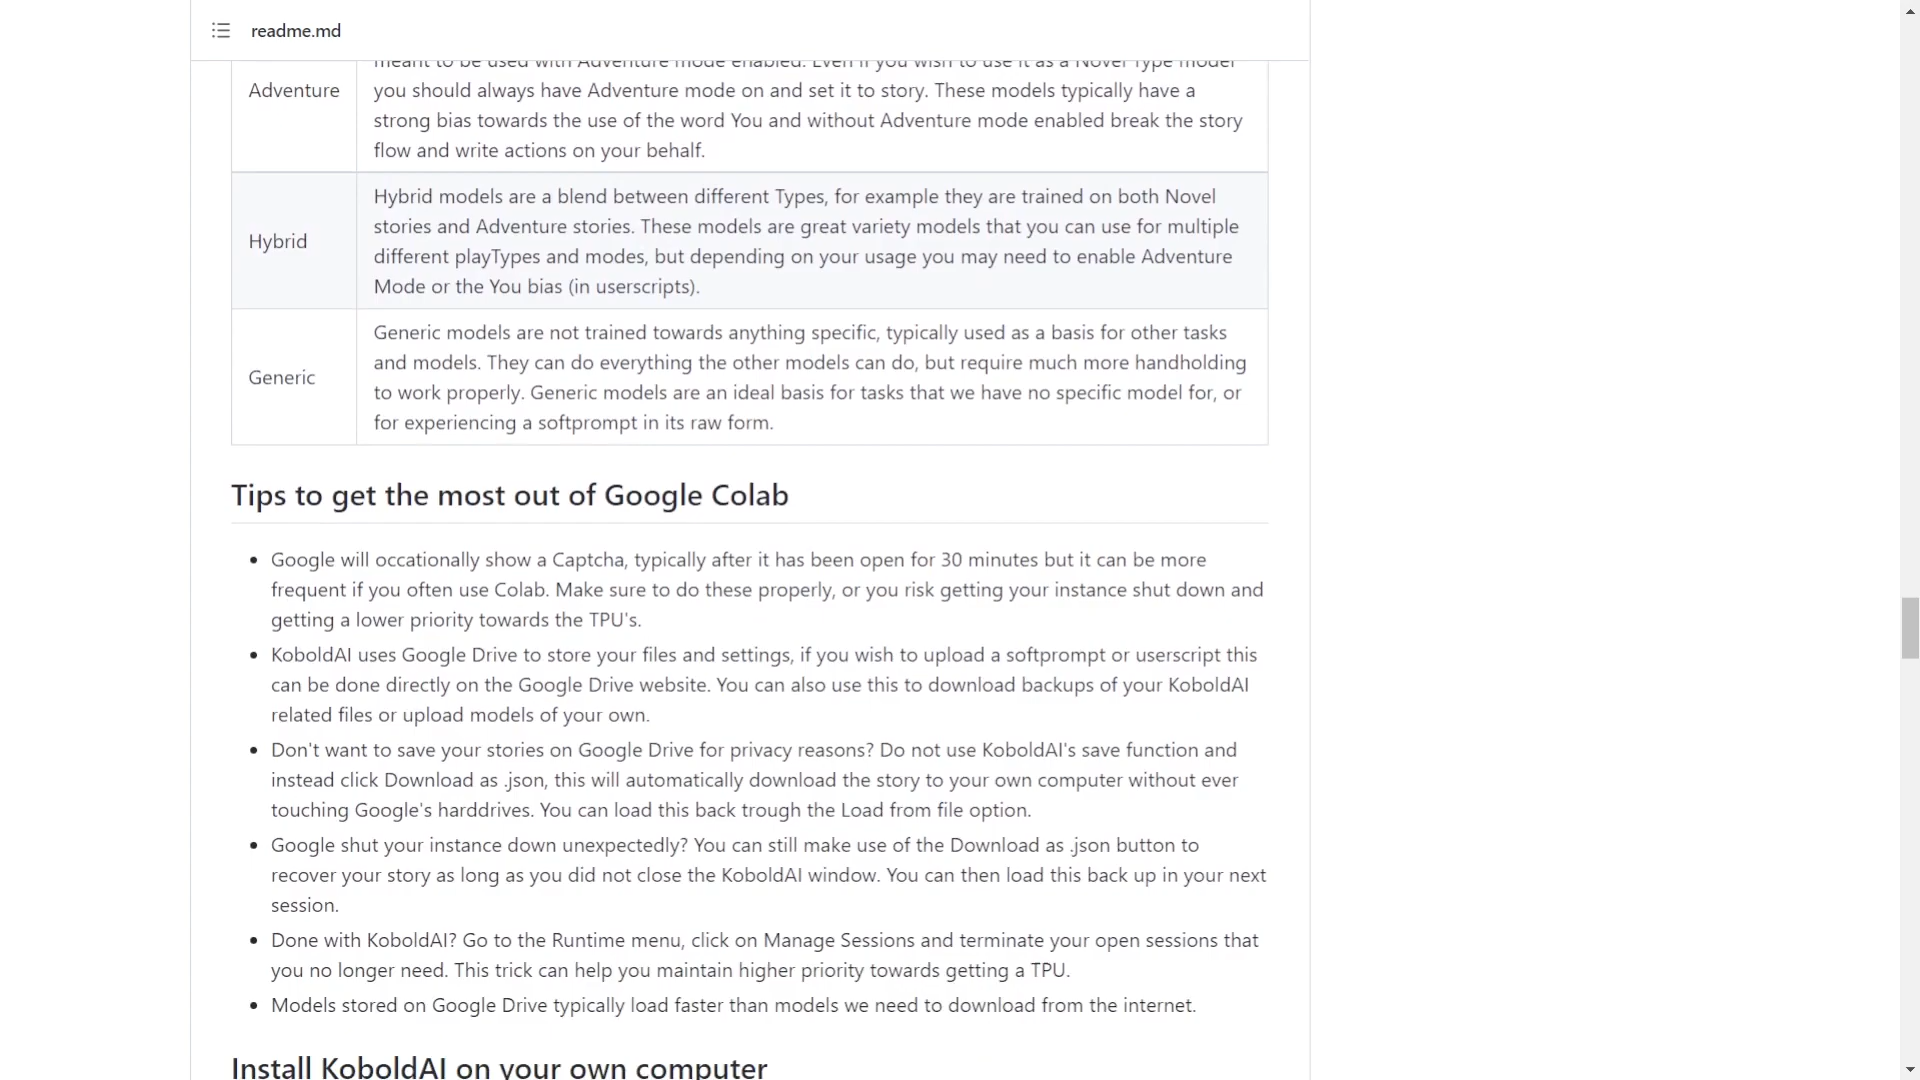 readme.md
meant to be used with Adventure mode enabled. Even if you wish to use it as a Novel Type model
Adventure
you should always have Adventure mode on and set it to story. These models typically have a
strong bias towards the use of the word You and without Adventure mode enabled break the story
flow and write actions on your behalf.
Hybrid models are a blend between different Types, for example they are trained on both Novel
stories and Adventure stories. These models are great variety models that you can use for multiple
Hybrid
different playTypes and modes, but depending on your usage you may need to enable Adventure
Mode or the You bias (in userscripts).
Generic models are not trained towards anything specific, typically used as a basis for other tasks
and models. They can do everything the other models can do, but require much more handholding
Generic
to work properly. Generic models are an ideal basis for tasks that we have no specific model for, or
for experiencing a softprompt in its raw form.
Tips to get the most out of Google Colab
• Google will occationally show a Captcha, typically after it has been open for 30 minutes but it can be more
frequent if you often use Colab. Make sure to do these properly, or you risk getting your instance shut down and
getting a lower priority towards the TPU's.
• KoboldAI uses Google Drive to store your files and settings, if you wish to upload a softprompt or userscript this
can be done directly on the Google Drive website. You can also use this to download backups of your KoboldAI
related files or upload models of your own.
• Don't want to save your stories on Google Drive for privacy reasons? Do not use KoboldAI's save function and
instead click Download as .json, this will automatically download the story to your own computer without ever
touching Google's harddrives. You can load this back trough the Load from file option.
• Google shut your instance down unexpectedly? You can still make use of the Download as .json button to
recover your story as long as you did not close the KoboldAI window. You can then load this back up in your next
session.
• Done with KoboldAI? Go to the Runtime menu, click on Manage Sessions and terminate your open sessions that
you no longer need. This trick can help you maintain higher priority towards getting a TPU.
• Models stored on Google Drive typically load faster than models we need to download from the internet.
Install KoboldAI on your own computer